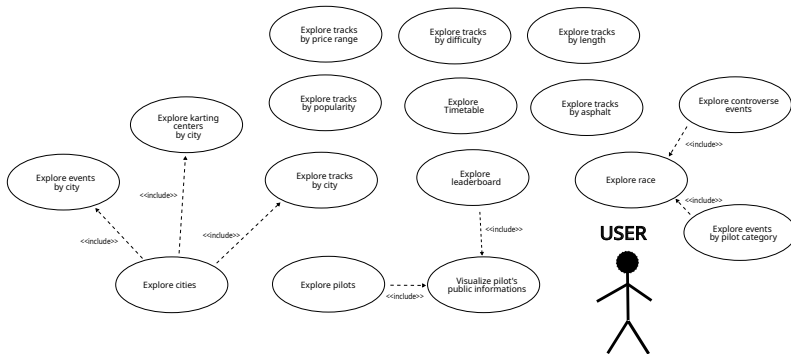 Explore tracks
by price range
Explore tracks
by difficulty
Explore tracks
by length
Explore tracks
by popularity
Explore
Timetable
Explore tracks
by asphalt
Explore controverse
events
Explore karting
centers
by city
<<include>>
Explore events
by city
<<include>>
Explore tracks
by city
Explore
leaderboard
Explore race
<<include>>
Explore events
by pilot category
<<include>>
<<include>>
<<include>>
USER
Explore cities
Explore pilots
<<include>>
Visualize pilot's
public informations